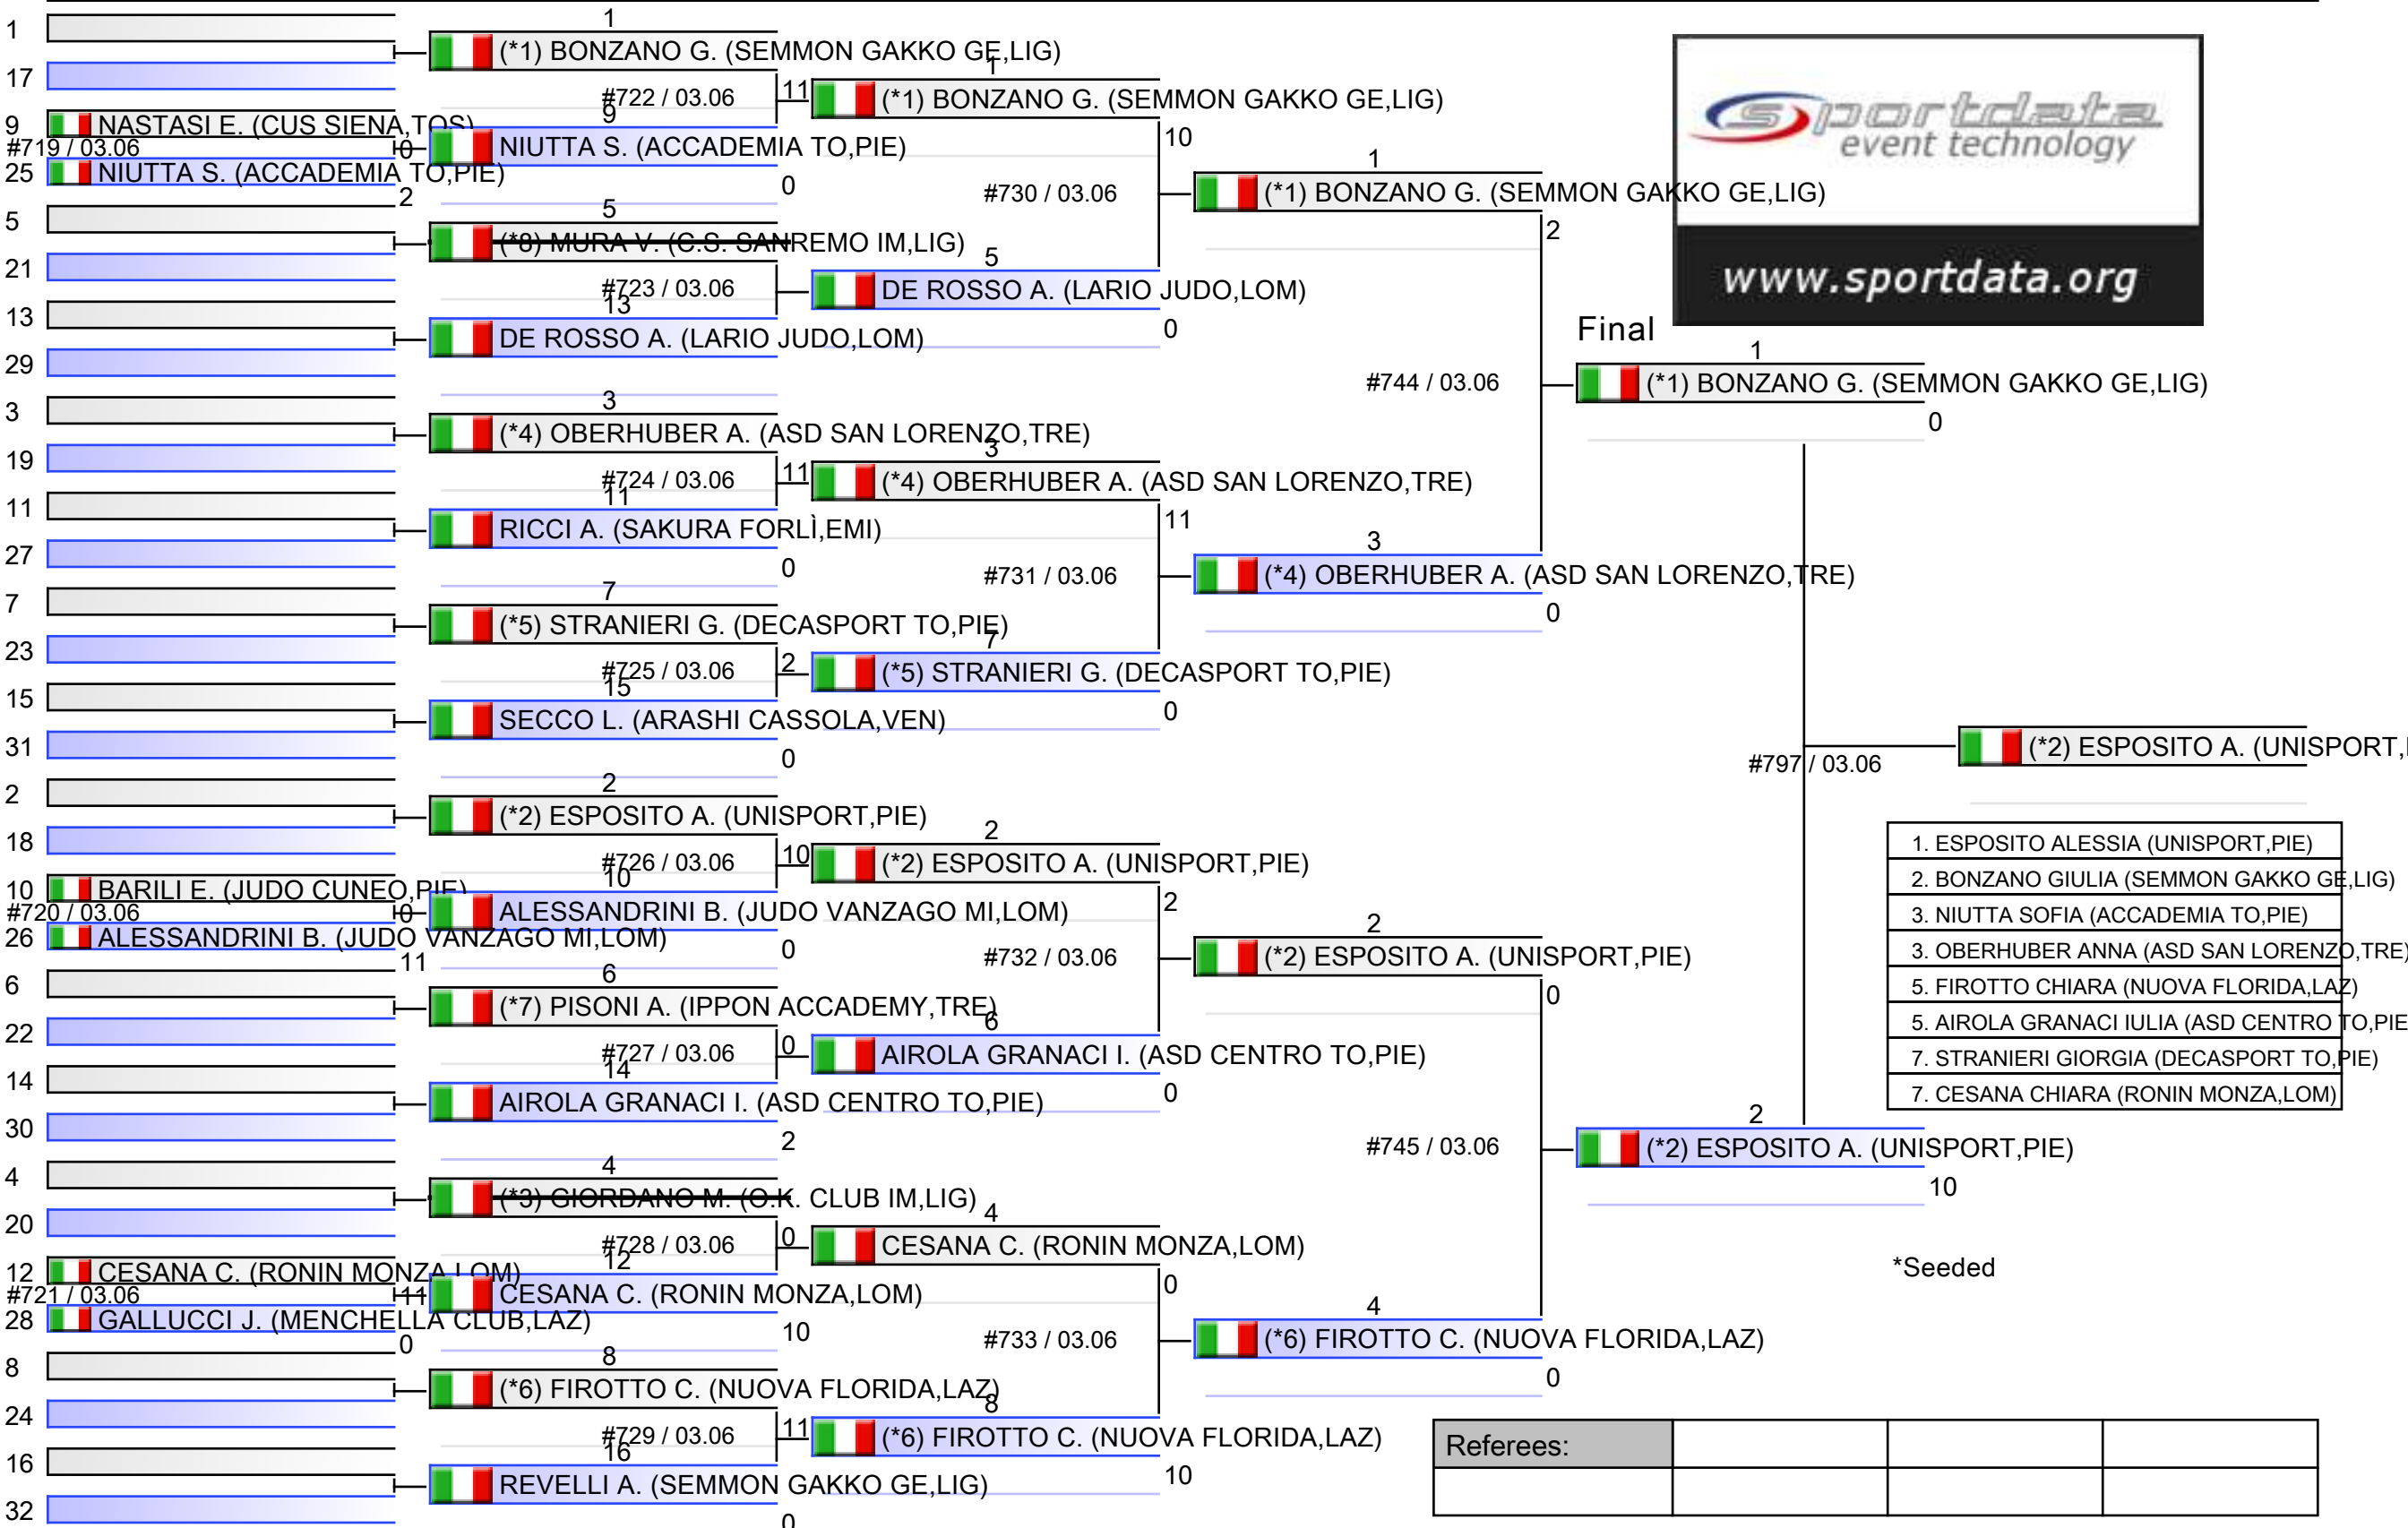 1
17
9 NASTASI E. (CUS SIENA,TOS)
#719 / 03.06 0
25 NIUTTA S. (ACCADEMIA TO,PIE)
2
5
21
13
29
3
19
11
27
7
23
15
31
2
18
10 BARILI E. (JUDO CUNEO,PIE)
#720 / 03.06 0
26 ALESSANDRINI B. (JUDO VANZAGO MI,LOM)
11
6
22
14
30
4
20
12 CESANA C. (RONIN MONZA,LOM)
#721 / 03.06 11
28 GALLUCCI J. (MENCHELLA CLUB,LAZ)
0
8
24
16
32
1
(*1) BONZANO G. (SEMMON GAKKO GE,LIG)
#722 / 03.06 11
9
NIUTTA S. (ACCADEMIA TO,PIE)
0
5
(*8) MURA V. (C.S. SANREMO IM,LIG)
#723 / 03.06
13
DE ROSSO A. (LARIO JUDO,LOM)
3
(*4) OBERHUBER A. (ASD SAN LORENZO,TRE)
#724 / 03.06 11
11
RICCI A. (SAKURA FORLÌ,EMI)
0
7
(*5) STRANIERI G. (DECASPORT TO,PIE)
#725 / 03.06 2
15
SECCO L. (ARASHI CASSOLA,VEN)
0
2
(*2) ESPOSITO A. (UNISPORT,PIE)
#726 / 03.06 10
10
ALESSANDRINI B. (JUDO VANZAGO MI,LOM)
0
6
(*7) PISONI A. (IPPON ACCADEMY,TRE)
#727 / 03.06 0
14
AIROLA GRANACI I. (ASD CENTRO TO,PIE)
2
4
(*3) GIORDANO M. (O.K. CLUB IM,LIG)
#728 / 03.06 0
12
CESANA C. (RONIN MONZA,LOM)
10
8
(*6) FIROTTO C. (NUOVA FLORIDA,LAZ)
#729 / 03.06 11
16
REVELLI A. (SEMMON GAKKO GE,LIG)
0
1
(*1) BONZANO G. (SEMMON GAKKO GE,LIG)
10
#730 / 03.06
5
DE ROSSO A. (LARIO JUDO,LOM)
0
3
(*4) OBERHUBER A. (ASD SAN LORENZO,TRE)
11
#731 / 03.06
7
(*5) STRANIERI G. (DECASPORT TO,PIE)
0
2
(*2) ESPOSITO A. (UNISPORT,PIE)
2
#732 / 03.06
6
AIROLA GRANACI I. (ASD CENTRO TO,PIE)
0
4
CESANA C. (RONIN MONZA,LOM)
0
#733 / 03.06
8
(*6) FIROTTO C. (NUOVA FLORIDA,LAZ)
10
1
(*1) BONZANO G. (SEMMON GAKKO GE,LIG)
2
#744 / 03.06
3
(*4) OBERHUBER A. (ASD SAN LORENZO,TRE)
0
2
(*2) ESPOSITO A. (UNISPORT,PIE)
0
#745 / 03.06
4
(*6) FIROTTO C. (NUOVA FLORIDA,LAZ)
0
sportdata
event technology
www.sportdata.org
Final
1
(*1) BONZANO G. (SEMMON GAKKO GE,LIG)
0
#797 / 03.06
2
(*2) ESPOSITO A. (UNISPORT,PIE)
10
(*2) ESPOSITO A. (UNISPORT,
1. ESPOSITO ALESSIA (UNISPORT,PIE)
2. BONZANO GIULIA (SEMMON GAKKO GE,LIG)
3. NIUTTA SOFIA (ACCADEMIA TO,PIE)
3. OBERHUBER ANNA (ASD SAN LORENZO,TRE)
5. FIROTTO CHIARA (NUOVA FLORIDA,LAZ)
5. AIROLA GRANACI IULIA (ASD CENTRO TO,PIE
7. STRANIERI GIORGIA (DECASPORT TO,PIE)
7. CESANA CHIARA (RONIN MONZA,LOM)
*Seeded
Referees: